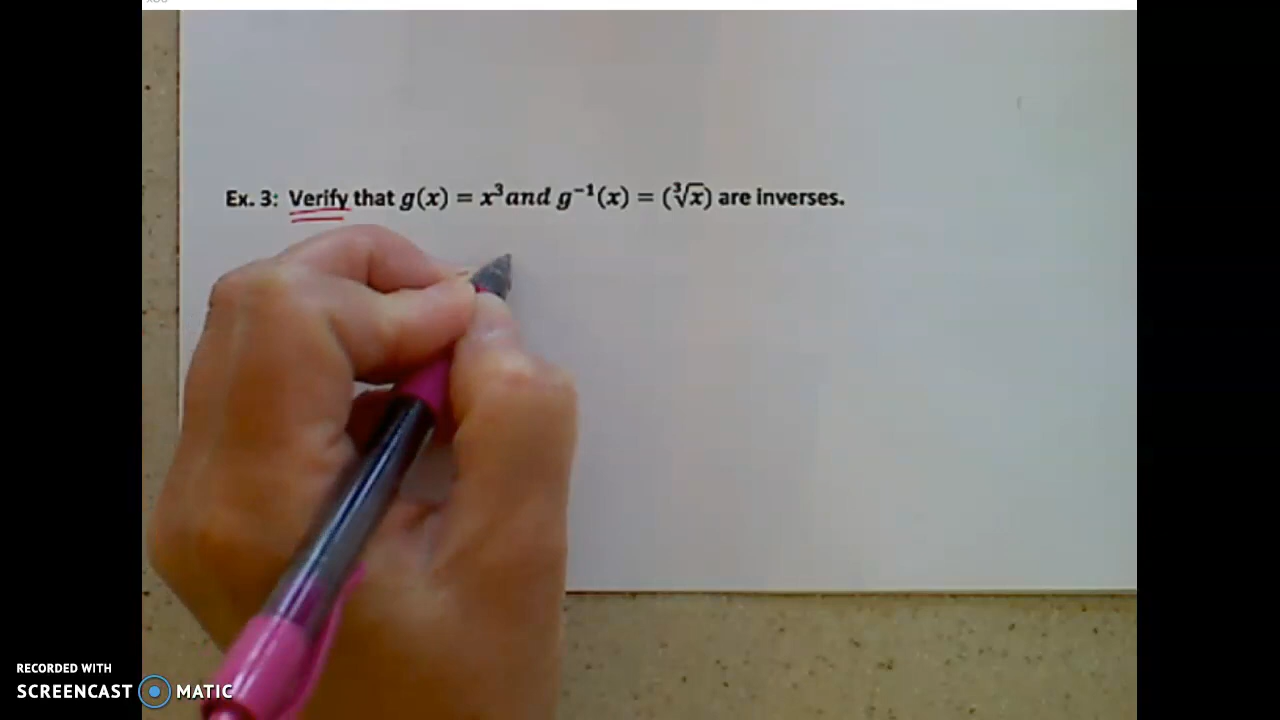 Ex. 3: Verify that g(x) = x³ and g⁻¹(x) = (∛x) are inverses.
RECORDED WITH
SCREENCAST MATIC